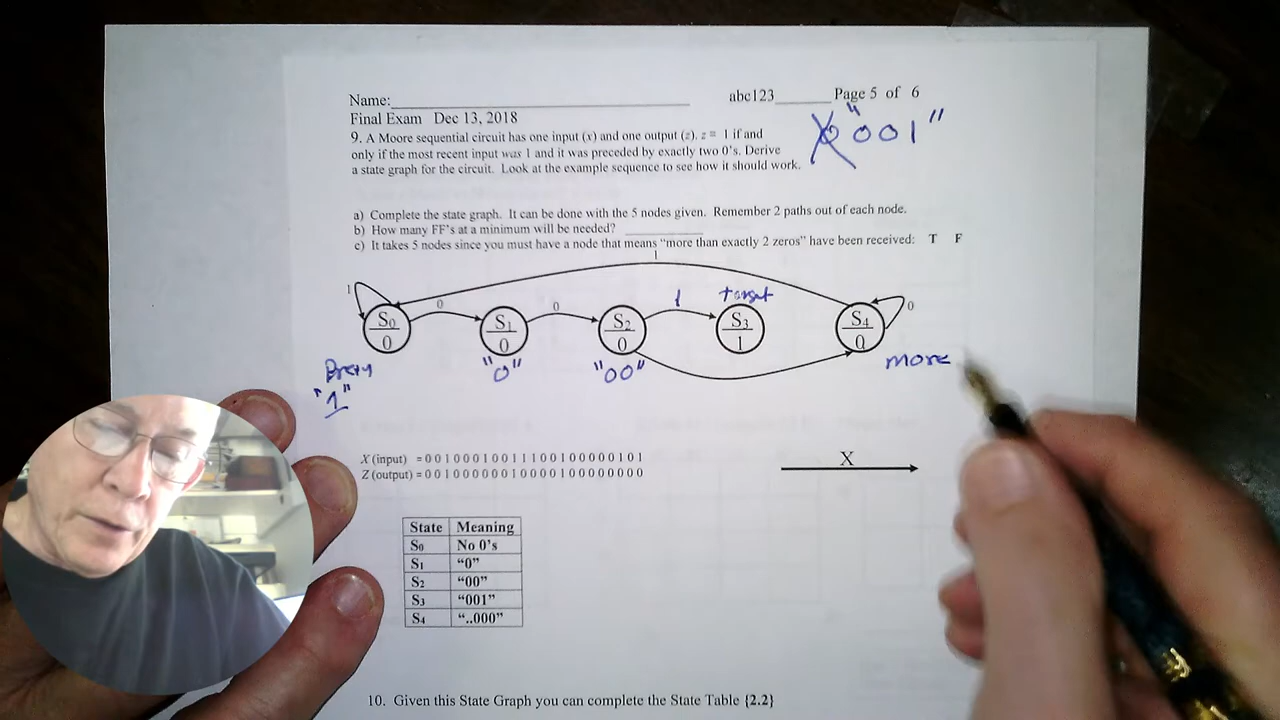 Name:
abc123 Page 5 of 6
Final Exam Dec 13, 2018
"001"
9. A Moore sequential circuit has one input (x) and one output (z). z = 1 if and
only if the most recent input was 1 and it was preceded by exactly two 0's. Derive
a state graph for the circuit. Look at the example sequence to see how it should work.
a) Complete the state graph. It can be done with the 5 nodes given. Remember 2 paths out of each node.
b) How many FF's at a minimum will be needed?
c) It takes 5 nodes since you must have a node that means "more than exactly 2 zeros" have been received: T F
1
1 0 0 1 Target 0
S0 S1 S2 S3 S4
0 0 0 1 0
"0" "00" more
"1"
X (input) = 0 0 1 0 0 0 1 0 0 1 1 1 0 0 1 0 0 0 0 0 1 0 1
Z (output) = 0 0 1 0 0 0 0 0 0 1 0 0 0 0 1 0 0 0 0 0 0 0 0
X
State Meaning
S0 No 0's
S1 "0"
S2 "00"
S3 "001"
S4 "..000"
10. Given this State Graph you can complete the State Table {2.2}